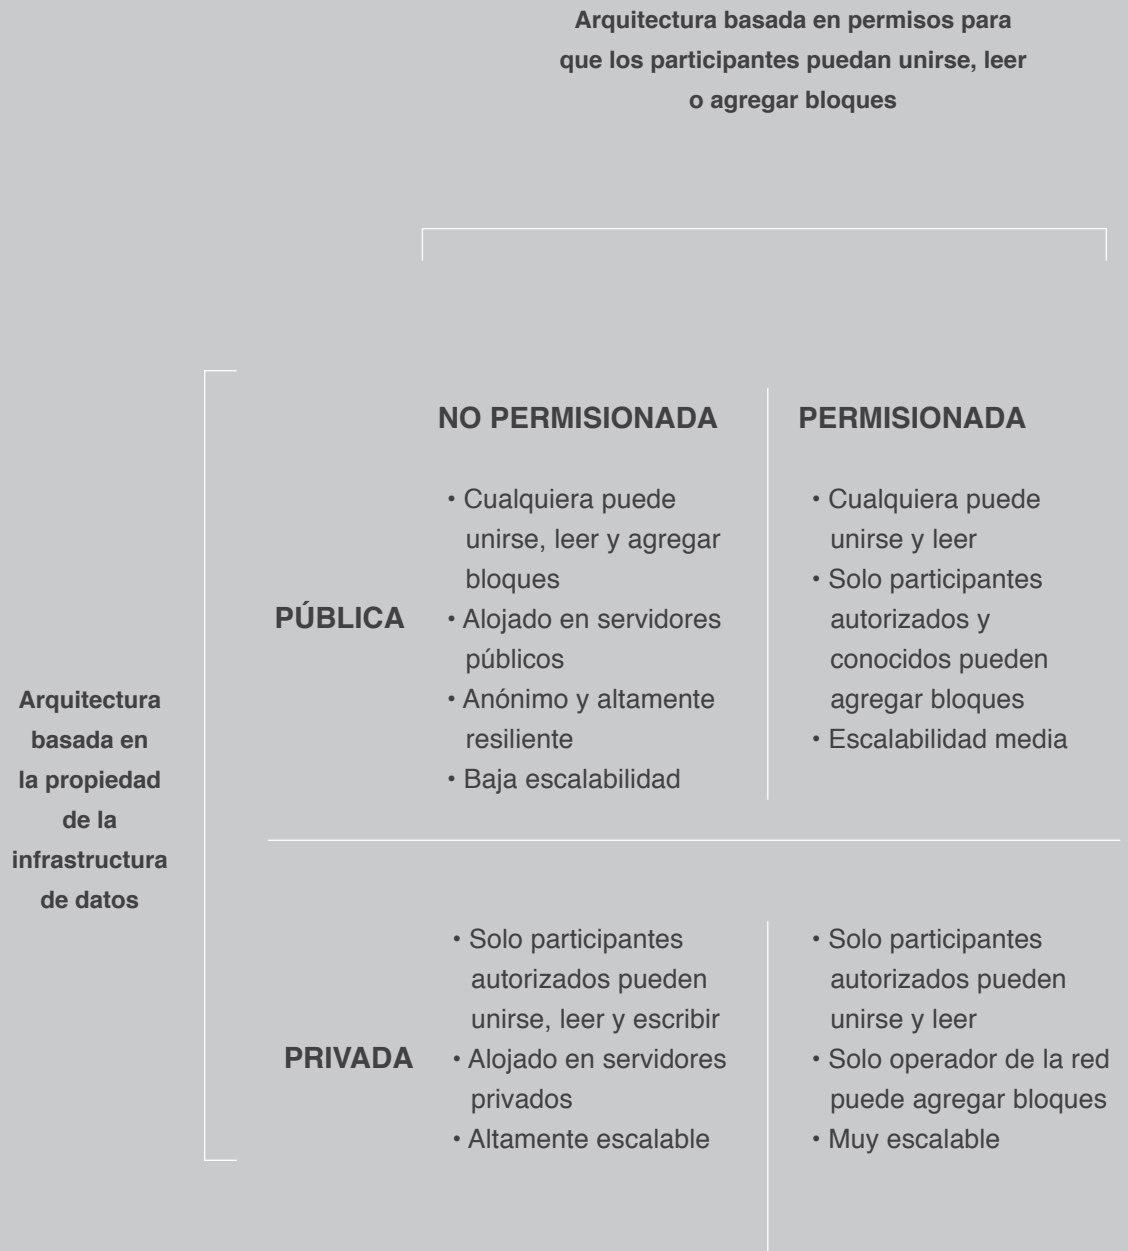 Arquitectura basada en permisos para
que los participantes puedan unirse, leer
o agregar bloques
Arquitectura
basada en
la propiedad
de la
infrastructura
de datos
NO PERMISIONADA
PERMISIONADA
PÚBLICA
• Cualquiera puede
unirse, leer y agregar
bloques
• Alojado en servidores
públicos
• Anónimo y altamente
resiliente
• Baja escalabilidad
• Cualquiera puede
unirse y leer
• Solo participantes
autorizados y
conocidos pueden
agregar bloques
• Escalabilidad media
PRIVADA
• Solo participantes
autorizados pueden
unirse, leer y escribir
• Alojado en servidores
privados
• Altamente escalable
• Solo participantes
autorizados pueden
unirse y leer
• Solo operador de la red
puede agregar bloques
• Muy escalable